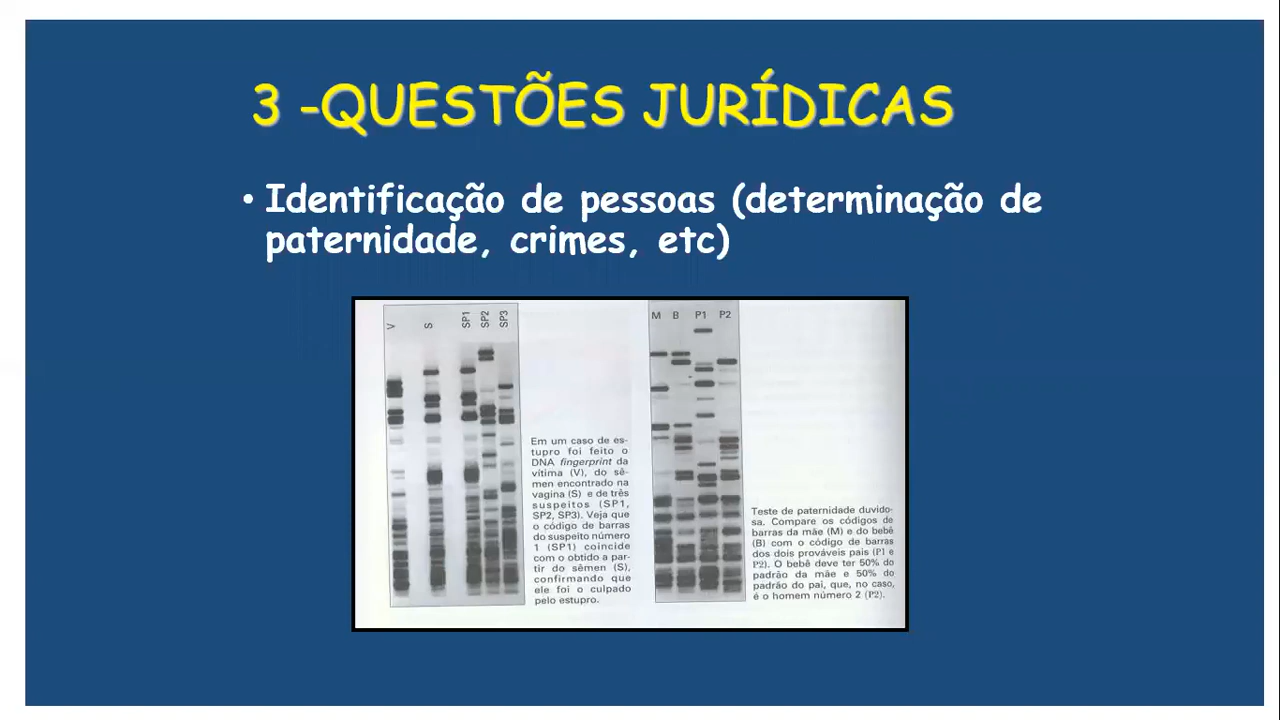 3 -QUESTÕES JURÍDICAS
• Identificação de pessoas (determinação de
paternidade, crimes, etc)
V S SP1 SP2 SP3
Em um caso de es-
tupro foi feito o
DNA fingerprint da
vítima (V), do sê-
men encontrado na
vagina (S) e de três
suspeitos (SP1,
SP2, SP3). Veja que
o código de barras
do suspeito número
1 (SP1) coincide
com o obtido a par-
tir do sêmen (S),
confirmando que
ele foi o culpado
pelo estupro.
M B P1 P2
Teste de paternidade duvido-
sa. Compare os códigos de
barras da mãe (M) e do bebê
(B) com o código de barras
dos dois prováveis pais (P1 e
P2). O bebê deve ter 50% do
padrão da mãe e 50% do
padrão do pai, que, no caso,
é o homem número 2 (P2).